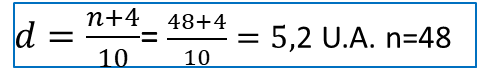 d = n+4/10 = 48+4/10 = 5,2 U.A. n=48